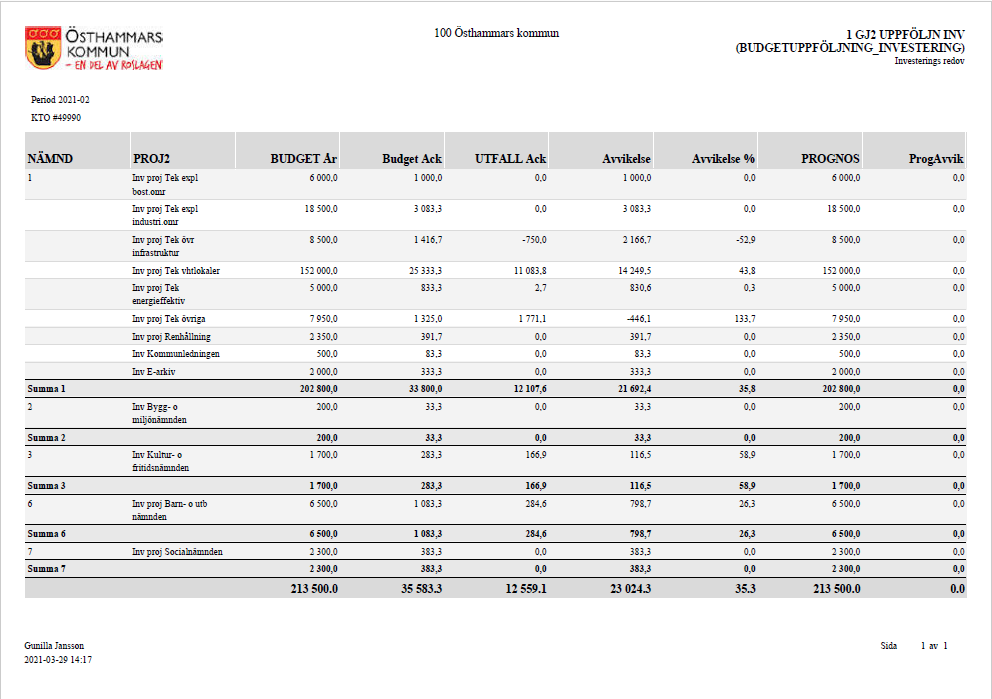 ÖSTHAMMARS
KOMMUN
– EN DEL AV ROSLAGEN
100 Östhammars kommun
1 GJ2 UPPFÖLJN INV
(BUDGETUPPFÖLJNING_INVESTERING)
Investerings redov
Period 2021-02
KTO #49990
NÄMND PROJ2 BUDGET År Budget Ack UTFALL Ack Avvikelse Avvikelse % PROGNOS ProgAvvik
1 Inv proj Tek expl 6 000,0 1 000,0 0,0 1 000,0 0,0 6 000,0 0,0
bost.omr
Inv proj Tek expl 18 500,0 3 083,3 0,0 3 083,3 0,0 18 500,0 0,0
industri.omr
Inv proj Tek övr 8 500,0 1 416,7 -750,0 2 166,7 -52,9 8 500,0 0,0
infrastruktur
Inv proj Tek vhtlokaler 152 000,0 25 333,3 11 083,8 14 249,5 43,8 152 000,0 0,0
Inv proj Tek 5 000,0 833,3 2,7 830,6 0,3 5 000,0 0,0
energieffektiv
Inv proj Tek övriga 7 950,0 1 325,0 1 771,1 -446,1 133,7 7 950,0 0,0
Inv proj Renhållning 2 350,0 391,7 0,0 391,7 0,0 2 350,0 0,0
Inv Kommunledningen 500,0 83,3 0,0 83,3 0,0 500,0 0,0
Inv E-arkiv 2 000,0 333,3 0,0 333,3 0,0 2 000,0 0,0
Summa 1 202 800,0 33 800,0 12 107,6 21 692,4 35,8 202 800,0 0,0
2 Inv Bygg- o 200,0 33,3 0,0 33,3 0,0 200,0 0,0
miljönämnden
Summa 2 200,0 33,3 0,0 33,3 0,0 200,0 0,0
3 Inv Kultur- o 1 700,0 283,3 166,9 116,5 58,9 1 700,0 0,0
fritidsnämnden
Summa 3 1 700,0 283,3 166,9 116,5 58,9 1 700,0 0,0
6 Inv proj Barn- o utb 6 500,0 1 083,3 284,6 798,7 26,3 6 500,0 0,0
nämnden
Summa 6 6 500,0 1 083,3 284,6 798,7 26,3 6 500,0 0,0
7 Inv proj Socialnämnden 2 300,0 383,3 0,0 383,3 0,0 2 300,0 0,0
Summa 7 2 300,0 383,3 0,0 383,3 0,0 2 300,0 0,0
213 500.0 35 583.3 12 559.1 23 024.3 35.3 213 500.0 0.0
Gunilla Jansson Sida 1 av 1
2021-03-29 14:17